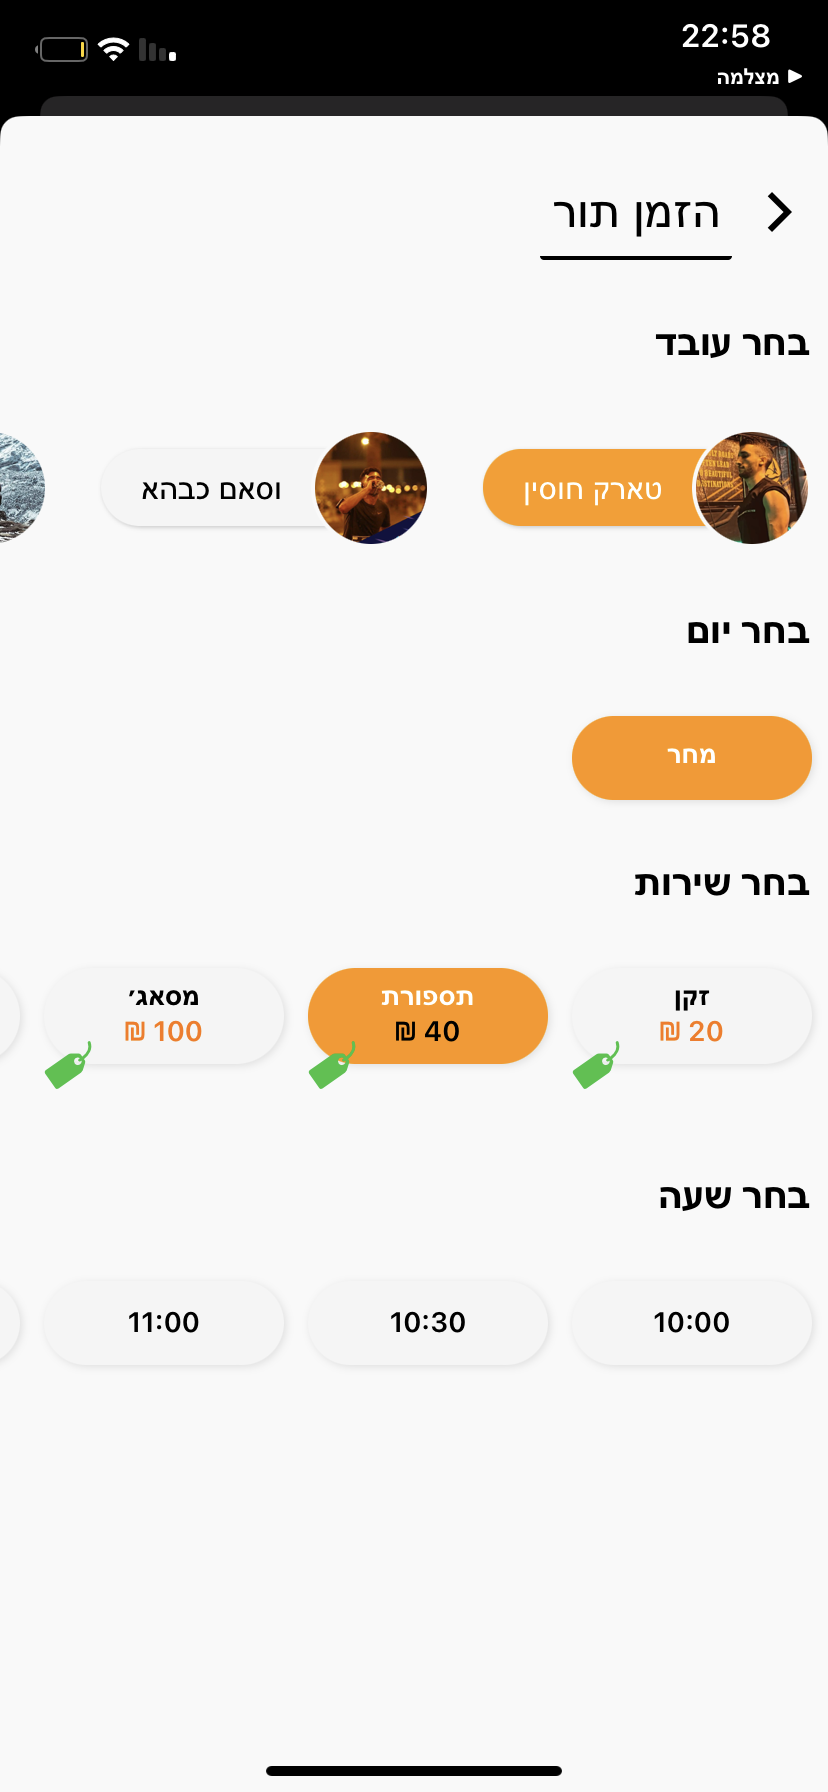 22:58
מצלמה
הזמן תור
בחר עובד
טארק חוסין
וסאם כבהא
בחר יום
מחר
בחר שירות
זקן
20 ₪
תספורת
40 ₪
מסאג׳
100 ₪
בחר שעה
10:00
10:30
11:00